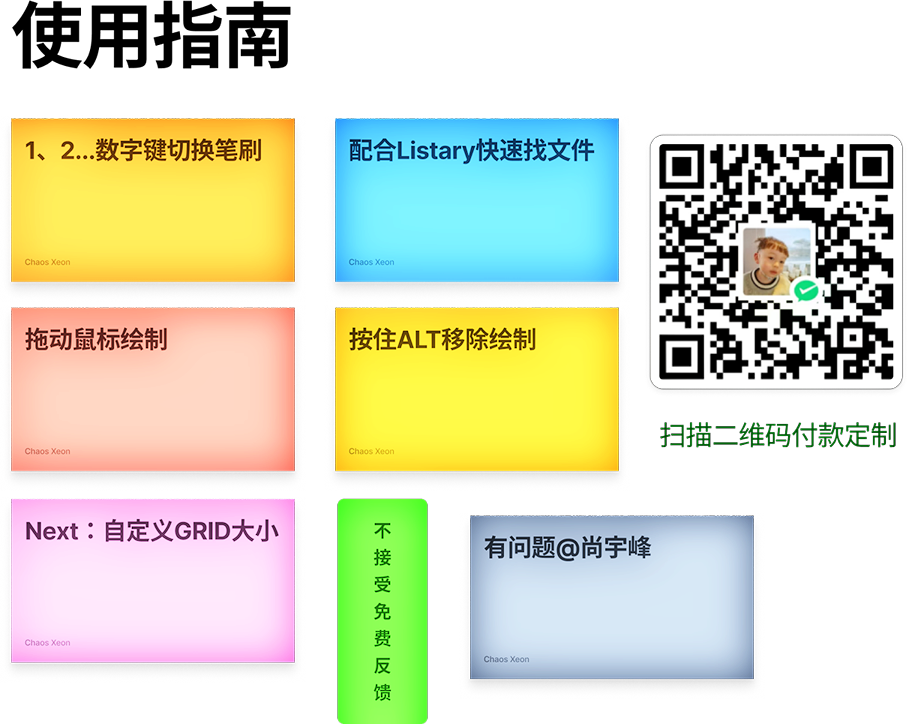 使用指南
1、2...数字键切换笔刷
Chaos Xeon
配合Listary快速找文件
Chaos Xeon
拖动鼠标绘制
Chaos Xeon
按住ALT移除绘制
Chaos Xeon
扫描二维码付款定制
Next：自定义GRID大小
Chaos Xeon
不
接
受
免
费
反
馈
有问题@尚宇峰
Chaos Xeon